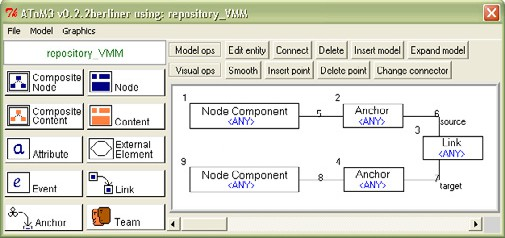 AToM3 v0.2.2berliner using: repository_VMM
File Model Graphics
repository_VMM
Model ops Edit entity Connect Delete Insert model Expand model
Visual ops Smooth Insert point Delete point Change connector
Composite Node
Node
Composite Content
Content
Attribute
External Element
Event
Link
Anchor
Team
1
Node Component
<ANY>
5
2
Anchor
<ANY>
6
source
3
Link
<ANY>
9
Node Component
<ANY>
8
4
Anchor
<ANY>
7
target